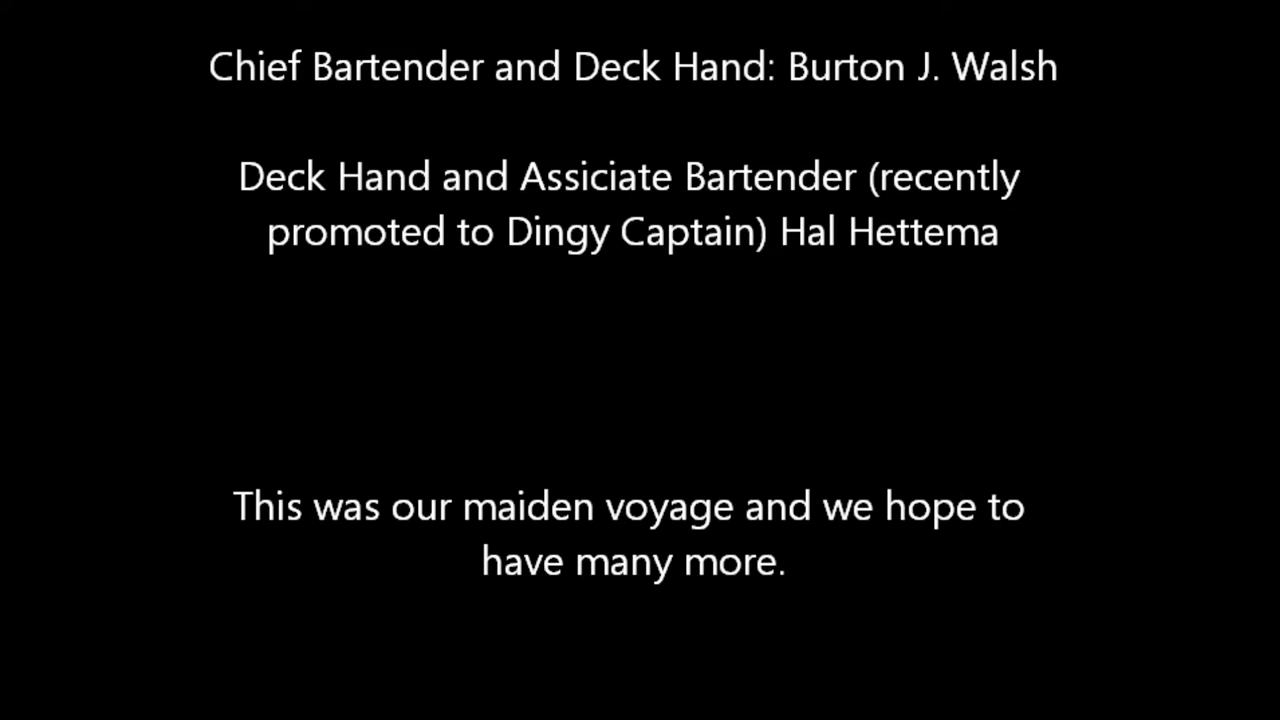 Chief Bartender and Deck Hand: Burton J. Walsh
Deck Hand and Assiciate Bartender (recently
promoted to Dingy Captain) Hal Hettema
This was our maiden voyage and we hope to
have many more.